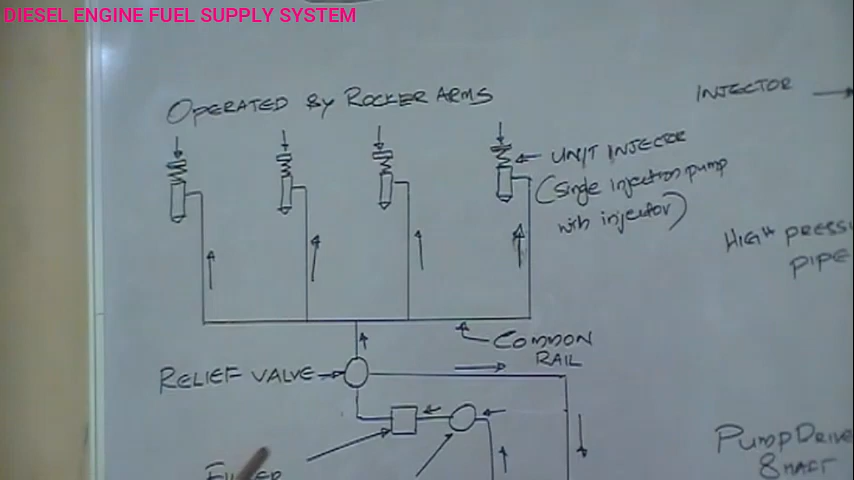 DIESEL ENGINE FUEL SUPPLY SYSTEM
OPERATED BY ROCKER ARMS
INJECTOR
UNIT INJECTOR
(Single injection pump
with injector)
HIGH PRESSU
PIPE
COMMON
RAIL
RELIEF VALVE
PUMP DRIVE
SHAFT